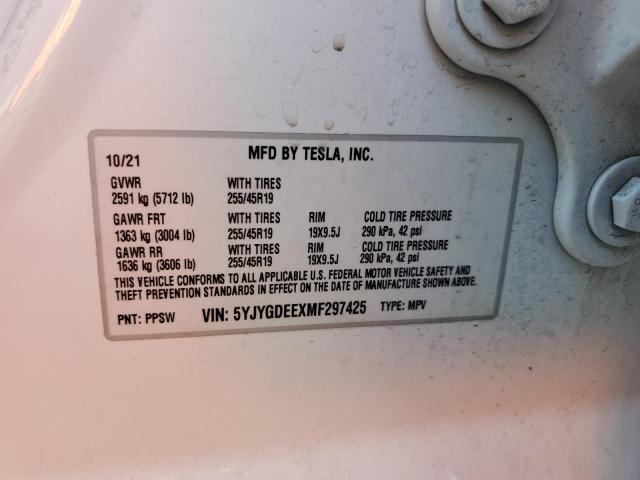 10/21 MFD BY TESLA, INC.
GVWR WITH TIRES
2591 kg (5712 lb) 255/45R19
GAWR FRT WITH TIRES RIM COLD TIRE PRESSURE
1363 kg (3004 lb) 255/45R19 19X9.5J 290 kPa, 42 psi
GAWR RR WITH TIRES RIM COLD TIRE PRESSURE
1636 kg (3606 lb) 255/45R19 19X9.5J 290 kPa, 42 psi
THIS VEHICLE CONFORMS TO ALL APPLICABLE U.S. FEDERAL MOTOR VEHICLE SAFETY AND
THEFT PREVENTION STANDARDS IN EFFECT ON THE DATE OF MANUFACTURE SHOWN ABOVE.
PNT: PPSW VIN: 5YJYGDEEXMF297425 TYPE: MPV